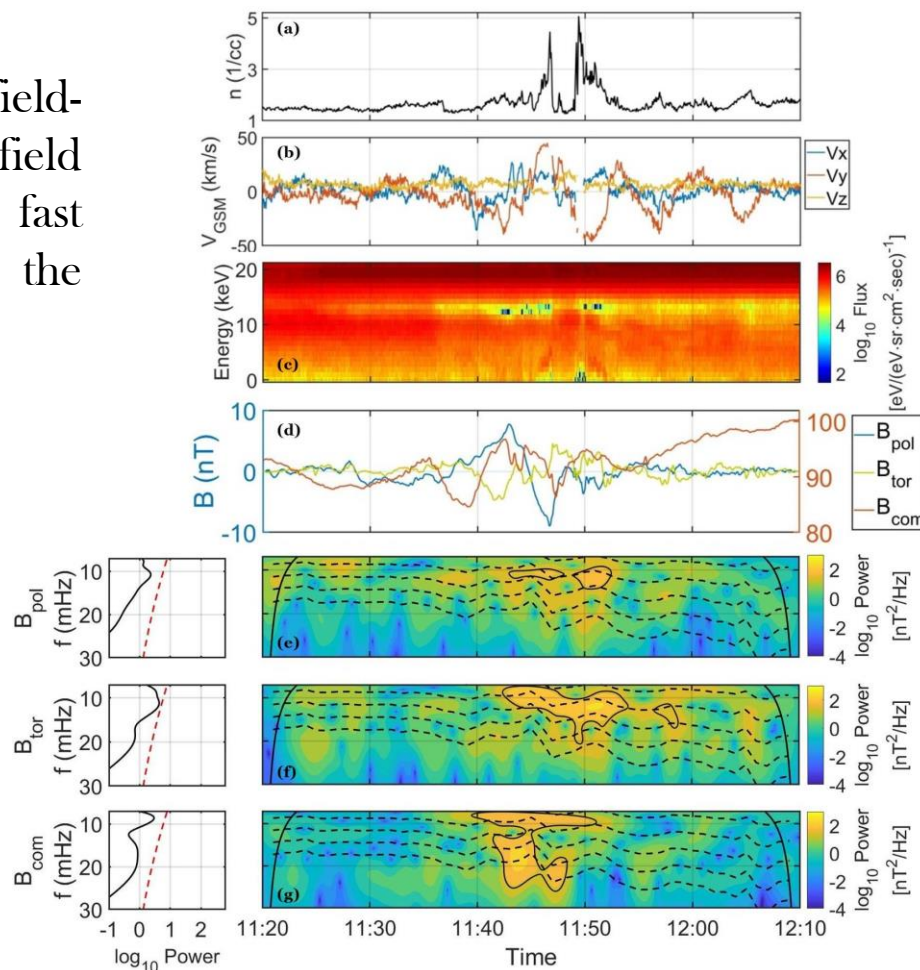 field-
field
fast
the
(a)
n (1/cc)
5
3
1
(b)
V_GSM (km/s)
50
0
-50
Vx
Vy
Vz
(c)
Energy (keV)
20
10
0
6
4
2
log10 Flux
[eV/(eV·sr·cm²·sec)⁻¹
(d)
B (nT)
10
0
-10
100
90
80
B_pol
B_tor
B_com
B_pol
f (mHz)
10
20
30
(e)
2
0
-2
-4
log10 Power
[nT²/Hz]
B_tor
f (mHz)
10
20
30
(f)
2
0
-2
-4
log10 Power
[nT²/Hz]
B_com
f (mHz)
10
20
30
(g)
2
0
-2
-4
log10 Power
[nT²/Hz]
-1 0 1 2
log10 Power
11:20 11:30 11:40 11:50 12:00 12:10
Time